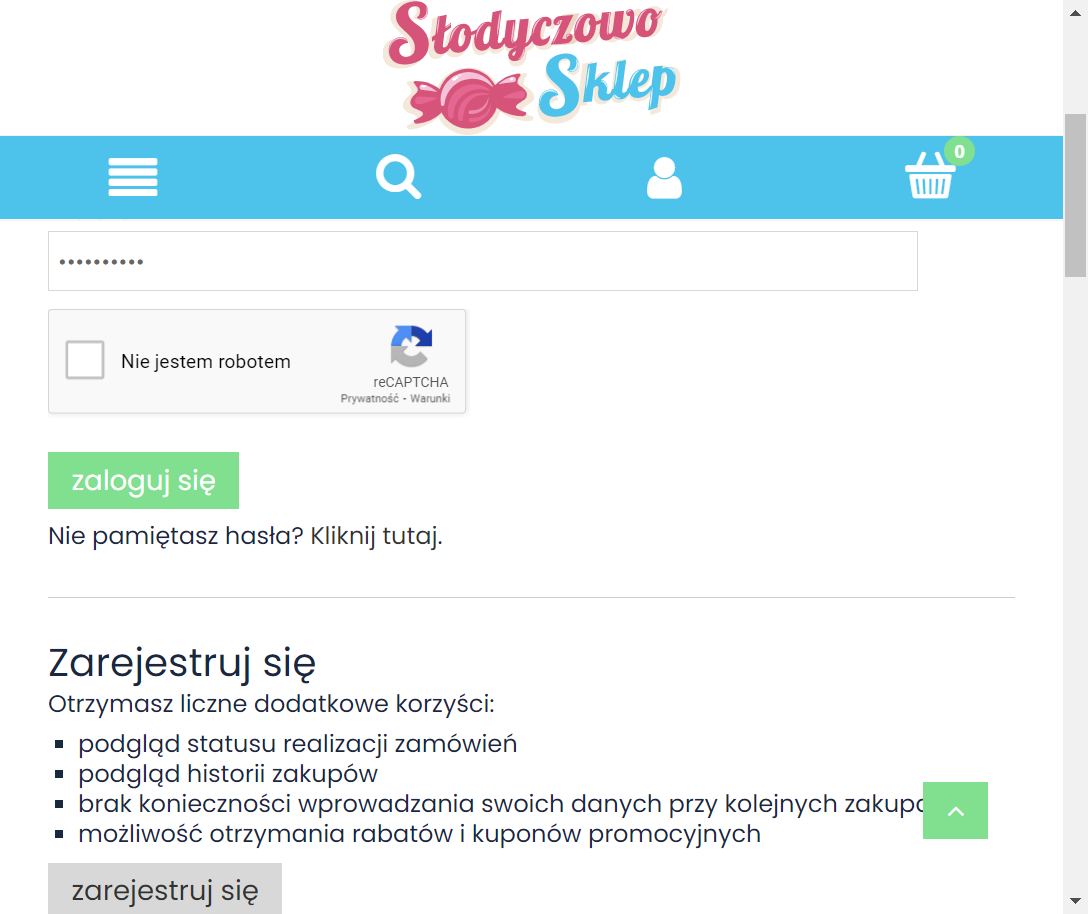 Słodyczowo
Sklep
0
••••••••••
Nie jestem robotem
reCAPTCHA
Prywatność - Warunki
zaloguj się
Nie pamiętasz hasła? Kliknij tutaj.
Zarejestruj się
Otrzymasz liczne dodatkowe korzyści:
podgląd statusu realizacji zamówień
podgląd historii zakupów
brak konieczności wprowadzania swoich danych przy kolejnych
możliwość otrzymania rabatów i kuponów promocyjnych
zarejestruj się